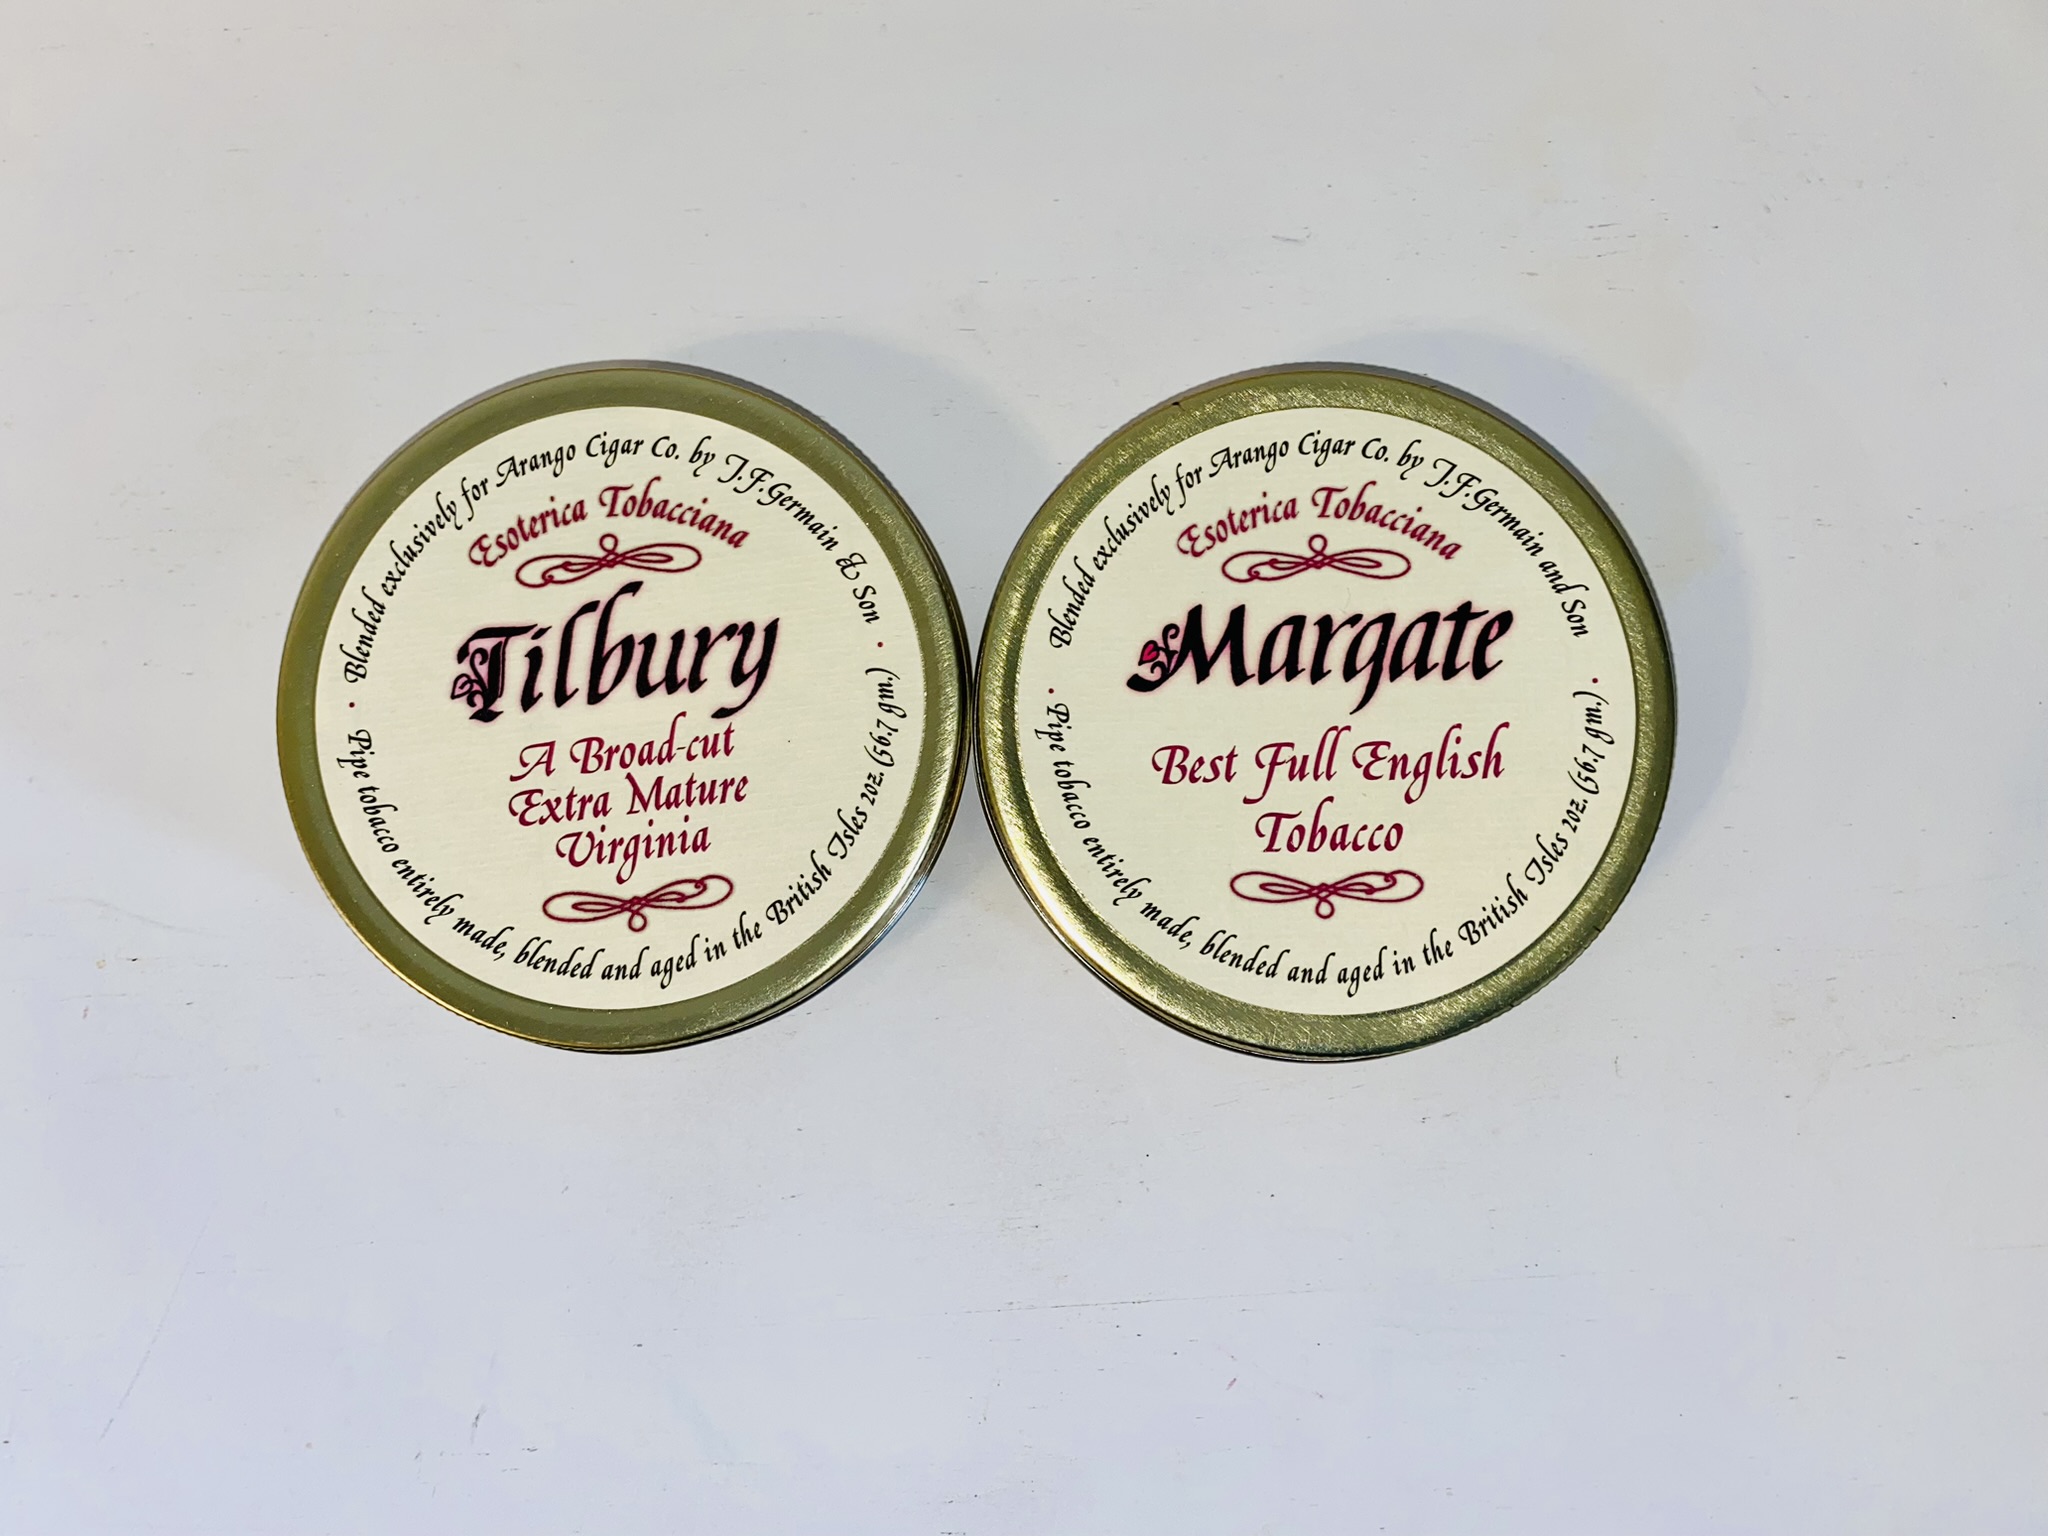 Blended exclusively for Arango Cigar Co. by J.F.Germain & Son
Esoterica Tobacciana
Tilbury
A Broad-cut
Extra Mature
Virginia
Pipe tobacco entirely made, blended and aged in the British Isles 2oz.(56.7 gm.)
Blended exclusively for Arango Cigar Co. by J.F.Germain and Son
Esoterica Tobacciana
Margate
Best Full English
Tobacco
Pipe tobacco entirely made, blended and aged in the British Isles 2oz.(56.7 gm.)